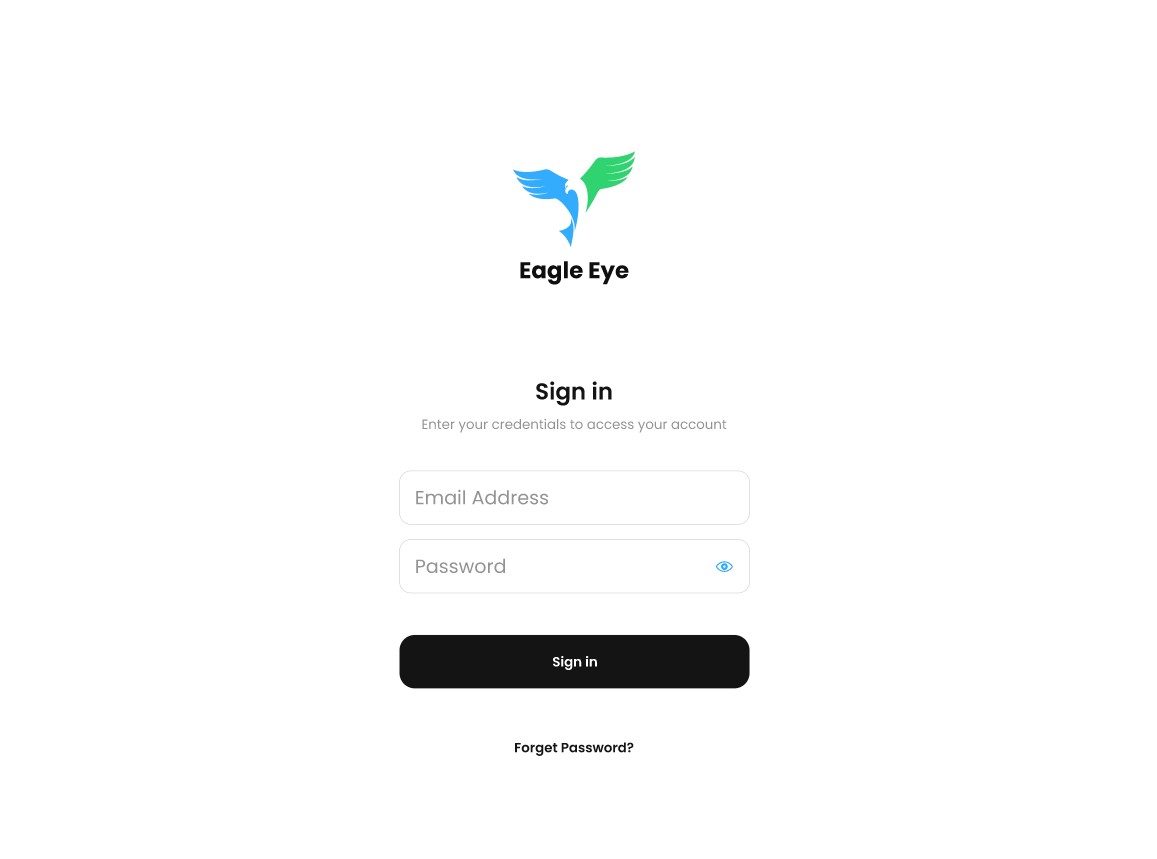 Eagle Eye
Sign in
Enter your credentials to access your account
Email Address
Password
Sign in
Forget Password?